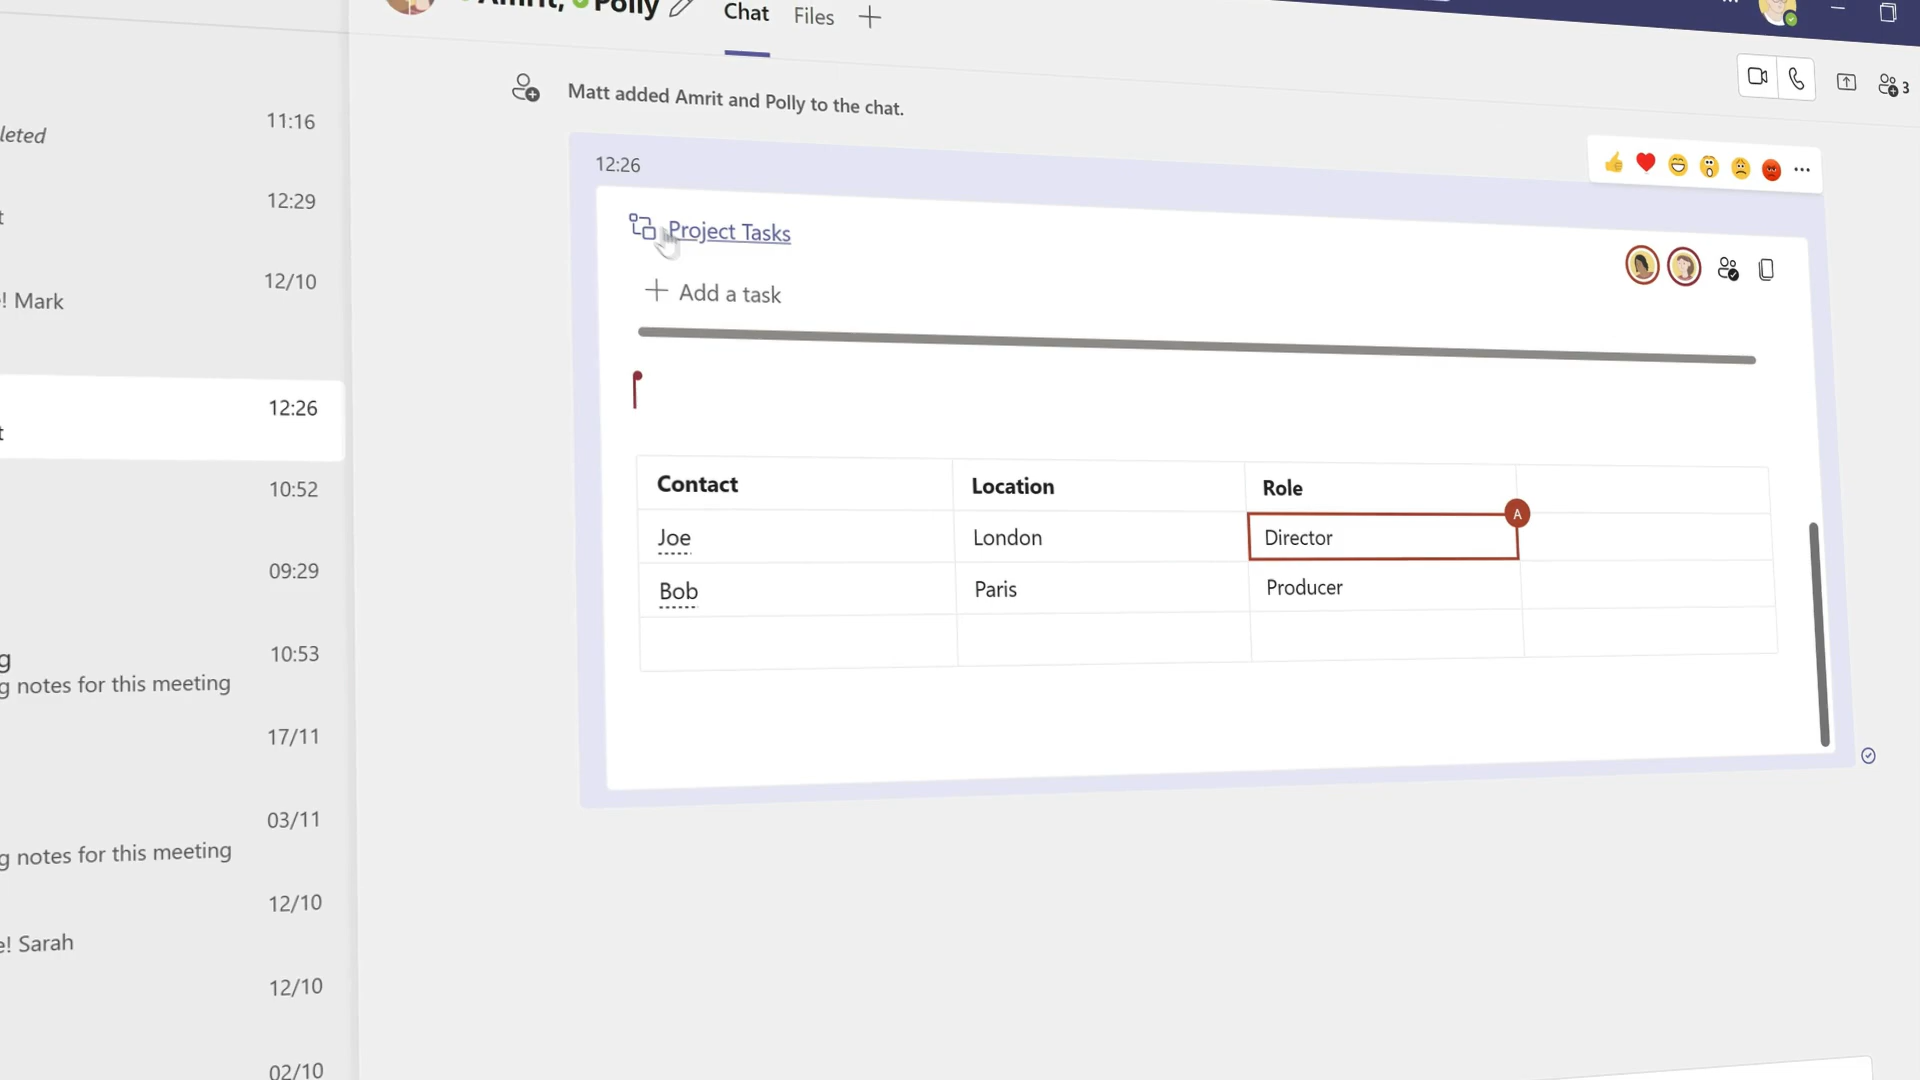 Amrit, Polly
Chat
Files
3
11:16
leted
12:29
t
12/10
! Mark
12:26
t
10:52
09:29
10:53
g
g notes for this meeting
17/11
03/11
g notes for this meeting
12/10
e! Sarah
12/10
02/10
Matt added Amrit and Polly to the chat.
12:26
Project Tasks
Add a task
Contact Location Role
A
Joe London Director
Bob Paris Producer